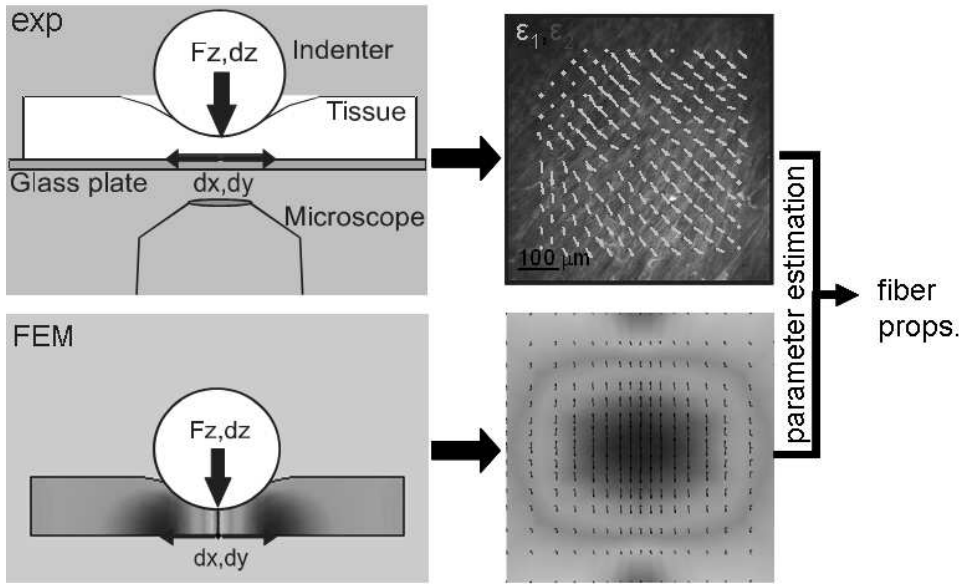 exp
Fz,dz
Indenter
Tissue
Glass plate
dx,dy
Microscope
ε1,ε2
100 μm
FEM
Fz,dz
dx,dy
parameter estimation
fiber
props.